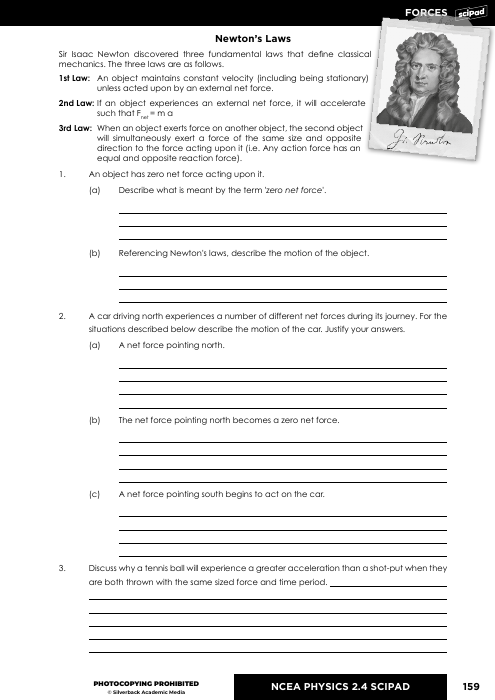 FORCES scipad
Newton's Laws
Sir Isaac Newton discovered three fundamental laws that define classical
mechanics. The three laws are as follows.
1st Law: An object maintains constant velocity (including being stationary)
unless acted upon by an external net force.
2nd Law: If an object experiences an external net force, it will accelerate
such that Fnet = m a
3rd Law: When an object exerts force on another object, the second object
will simultaneously exert a force of the same size and opposite
direction to the force acting upon it (i.e. Any action force has an
equal and opposite reaction force).
Is. Newton
1. An object has zero net force acting upon it.
(a) Describe what is meant by the term 'zero net force'.
(b) Referencing Newton's laws, describe the motion of the object.
2. A car driving north experiences a number of different net forces during its journey. For the
situations described below describe the motion of the car. Justify your answers.
(a) A net force pointing north.
(b) The net force pointing north becomes a zero net force.
(c) A net force pointing south begins to act on the car.
3. Discuss why a tennis ball will experience a greater acceleration than a shot-put when they
are both thrown with the same sized force and time period.
PHOTOCOPYING PROHIBITED
© Silverback Academic Media
NCEA PHYSICS 2.4 SCIPAD 159